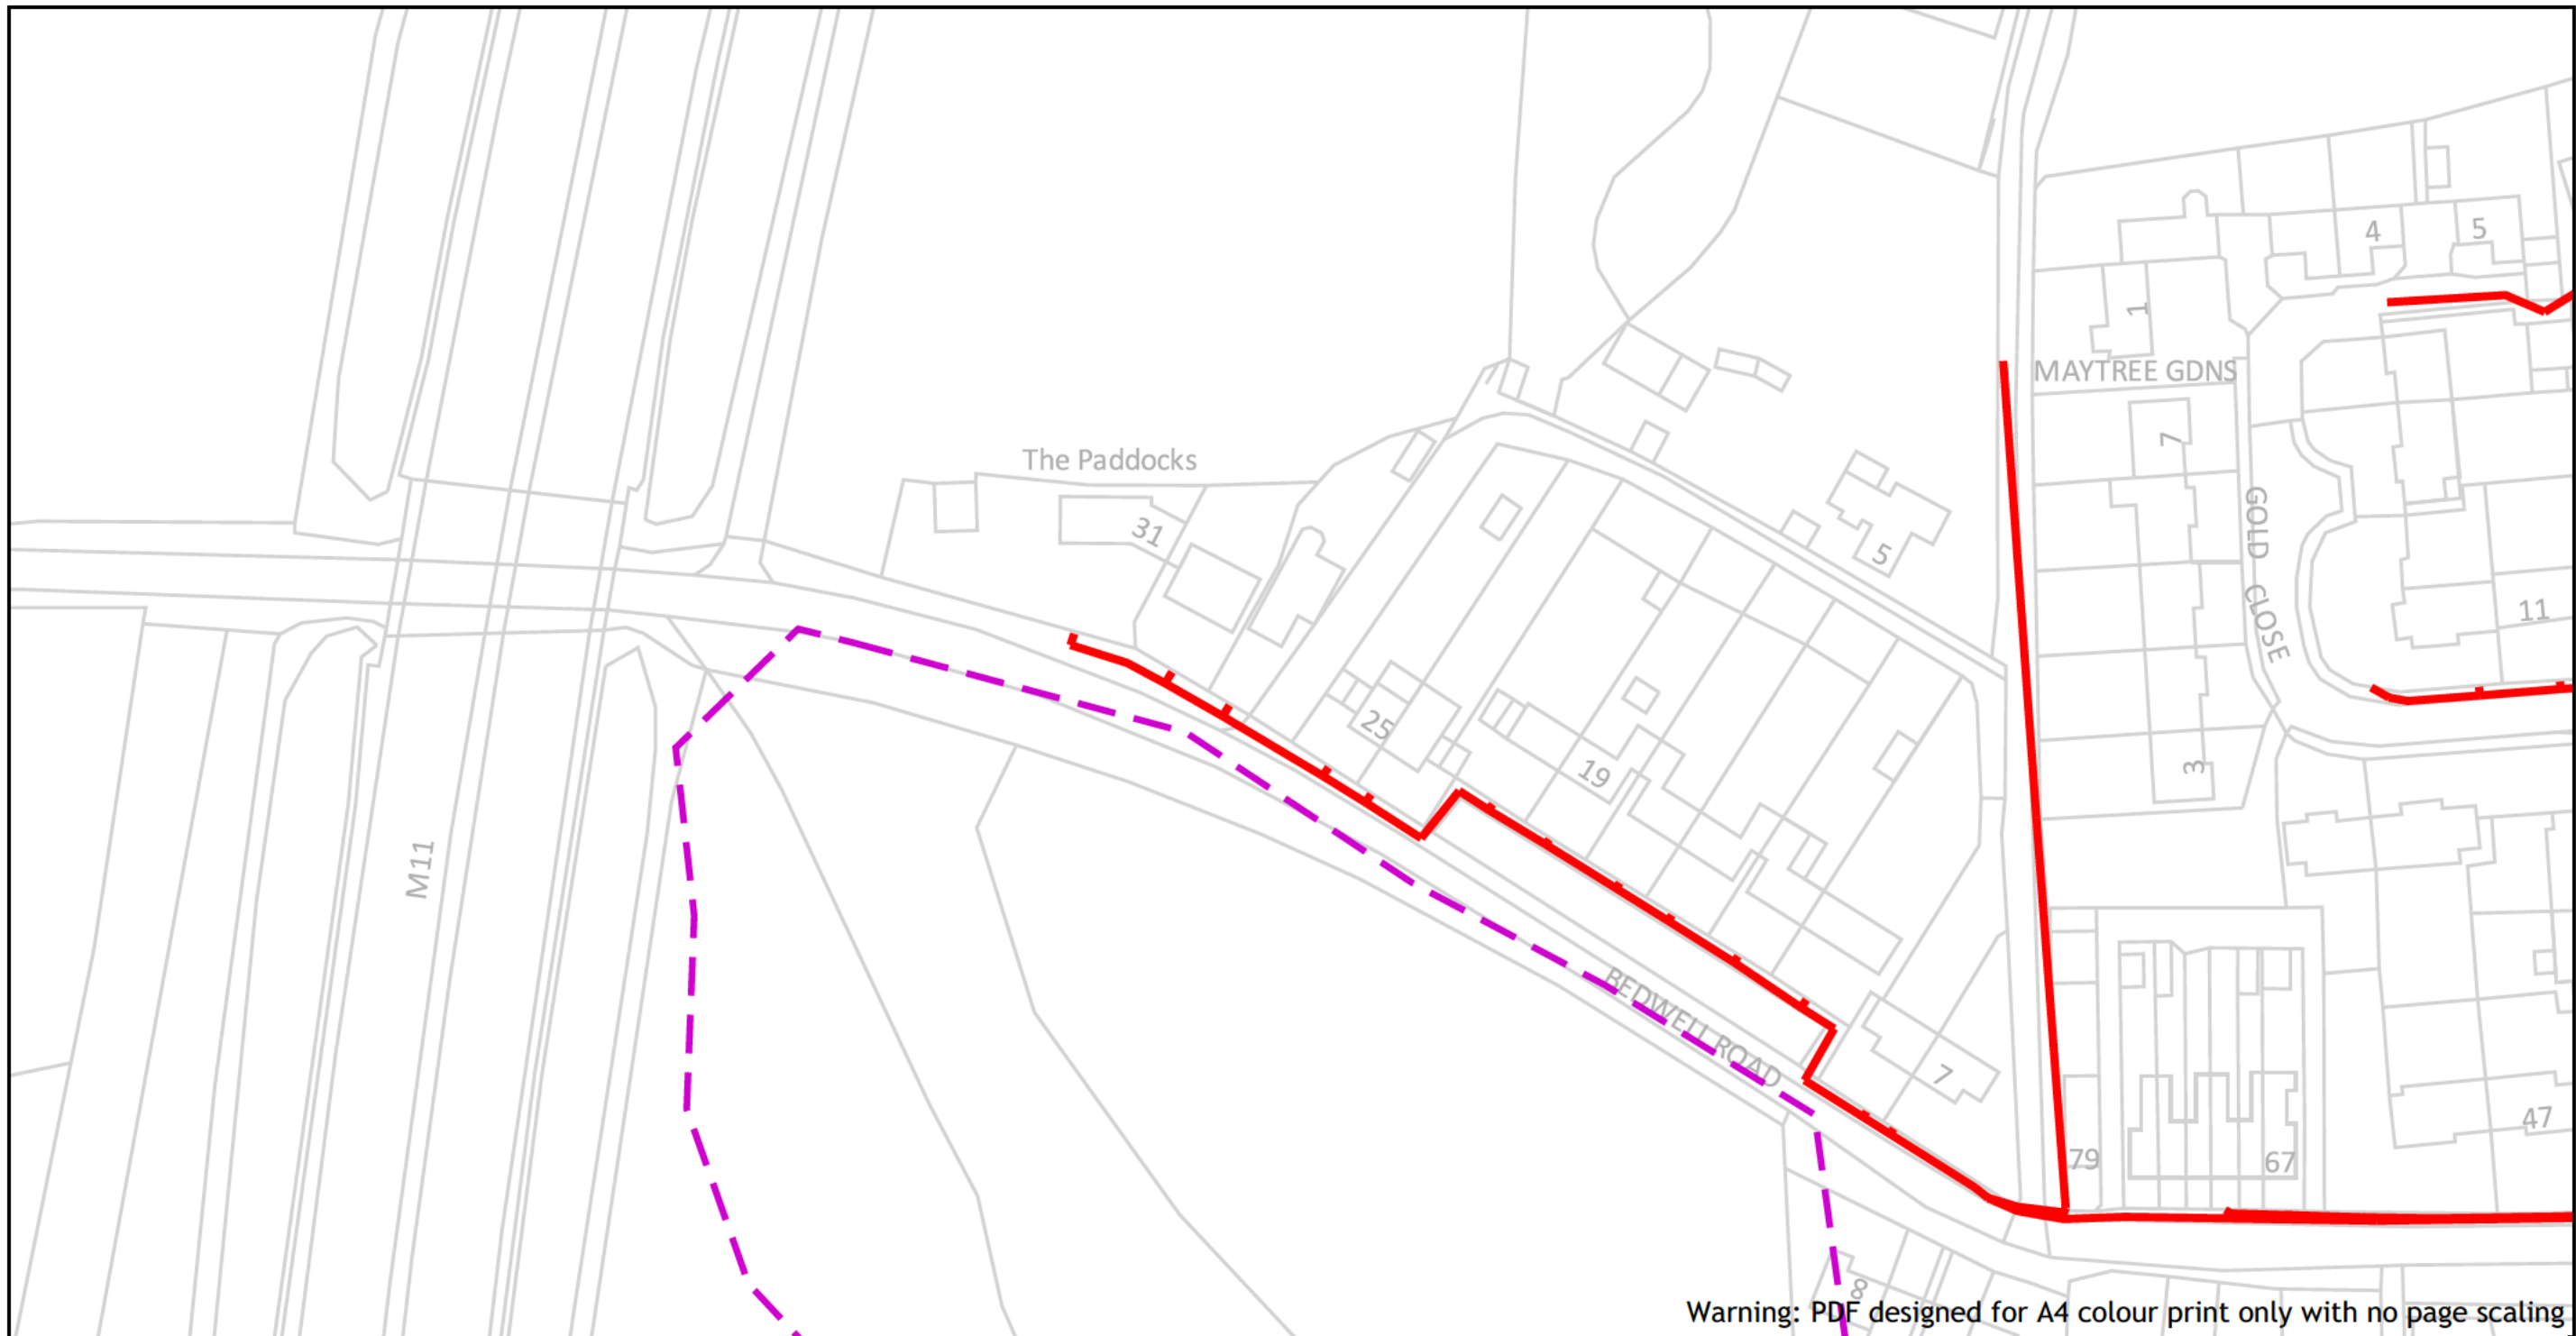 4
5
1
MAYTREE GDNS
7
The Paddocks
31
5
GOLD CLOSE
11
25
19
3
M11
BEDWELL ROAD
7
79
67
47
8
Warning: PDF designed for A4 colour print only with no page scaling